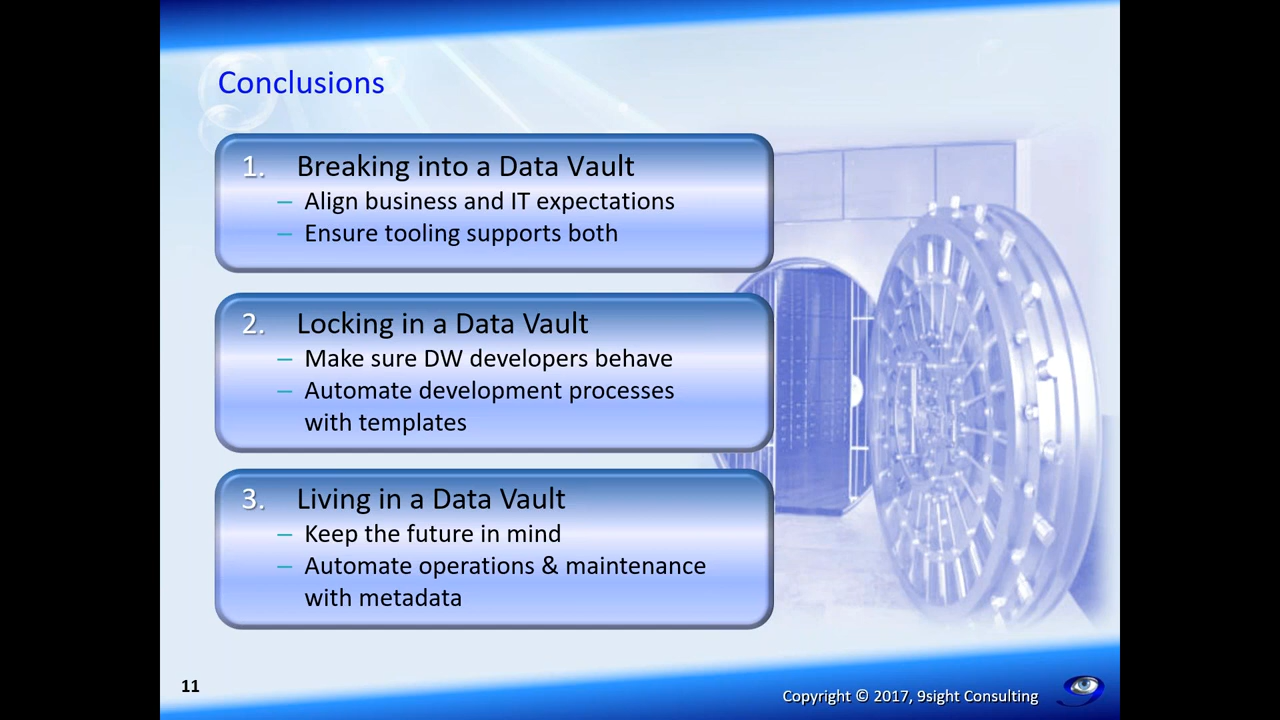 Conclusions
1. Breaking into a Data Vault
– Align business and IT expectations
– Ensure tooling supports both
2. Locking in a Data Vault
– Make sure DW developers behave
– Automate development processes
with templates
3. Living in a Data Vault
– Keep the future in mind
– Automate operations & maintenance
with metadata
11
Copyright © 2017, 9sight Consulting